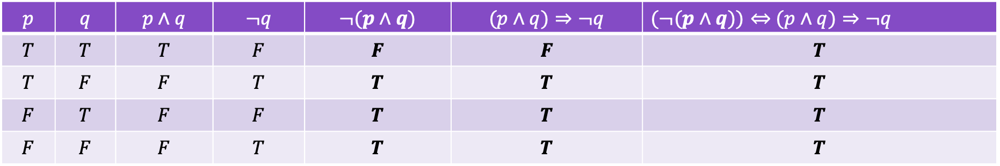 p q p ∧ q ¬q ¬(p ∧ q) (p ∧ q) ⇒ ¬q (¬(p ∧ q)) ⇔ (p ∧ q) ⇒ ¬q
T T T F F F T
T F F T T T T
F T F F T T T
F F F T T T T